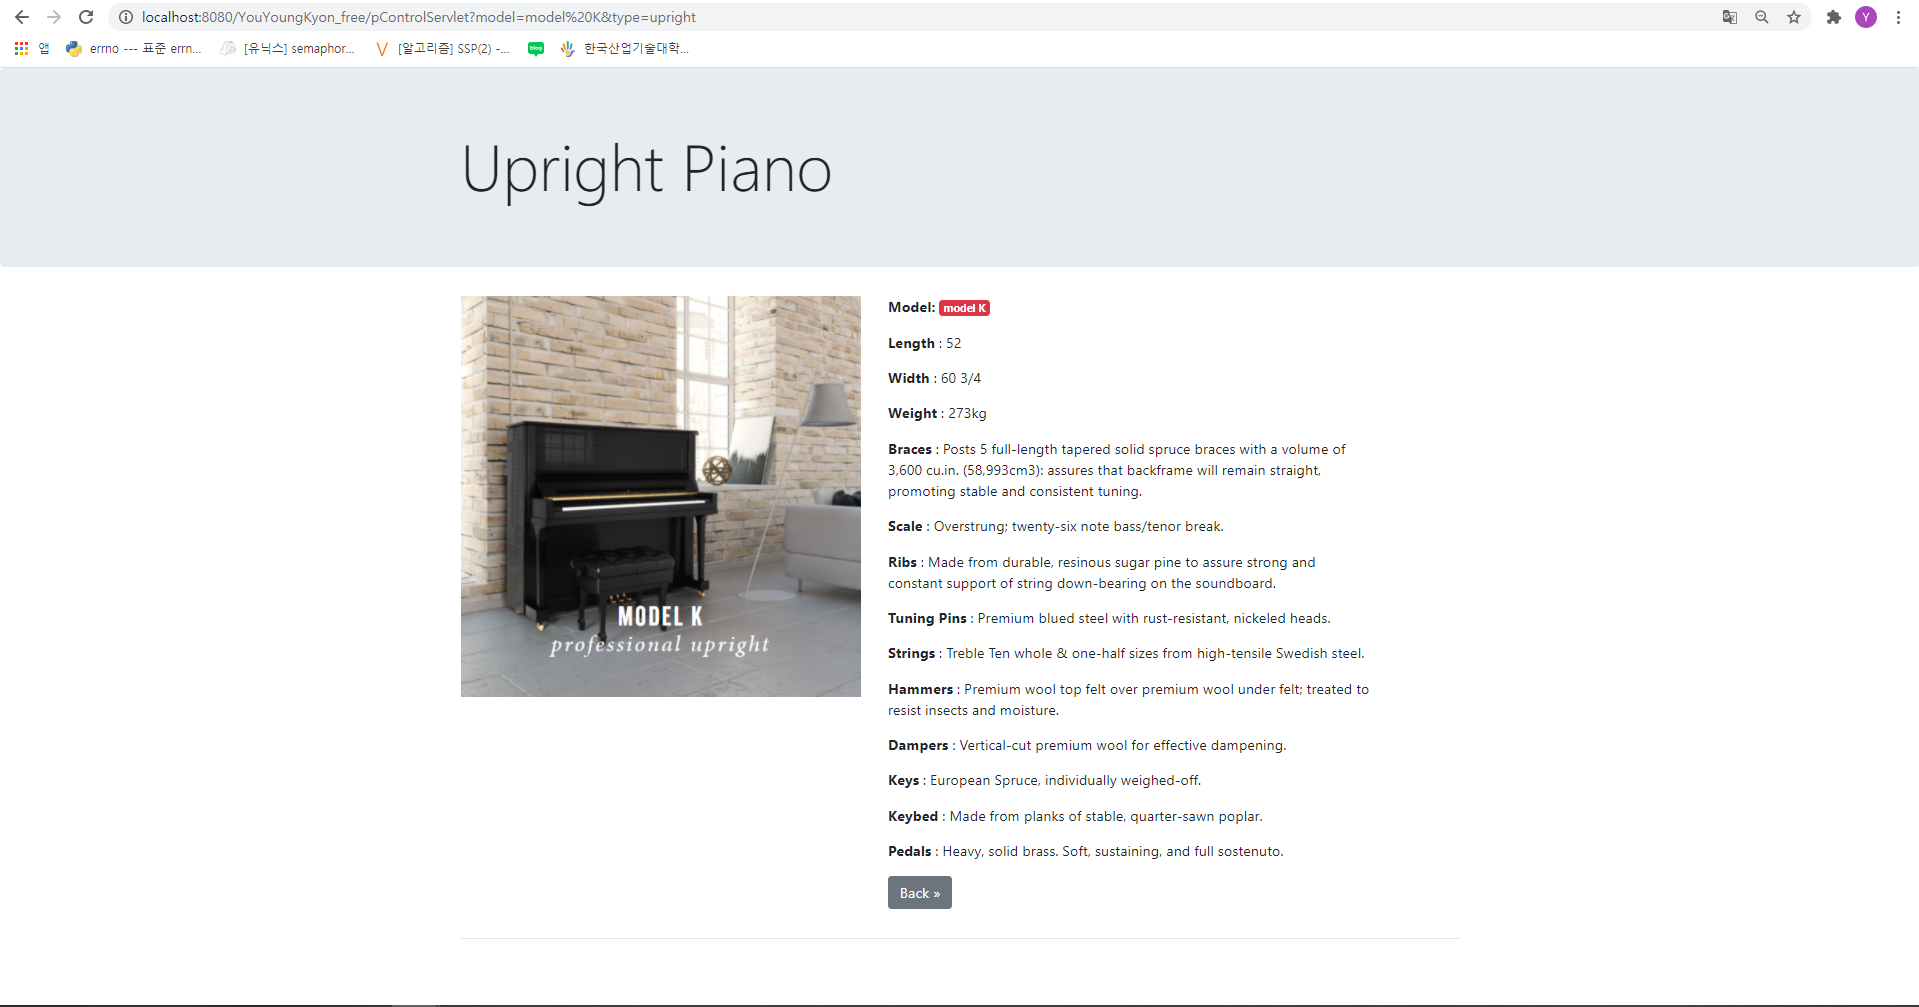 localhost:8080/YouYoungKyon_free/pControlServlet?model=model%20K&type=upright
Y
앱
errno --- 표준 errn...
[유닉스] semaphor...
[알고리즘] SSP(2) -...
blog
한국산업기술대학...
Upright Piano
MODEL K
professional upright
Model: model K
Length : 52
Width : 60 3/4
Weight : 273kg
Braces : Posts 5 full-length tapered solid spruce braces with a volume of
3,600 cu.in. (58,993cm3): assures that backframe will remain straight,
promoting stable and consistent tuning.
Scale : Overstrung; twenty-six note bass/tenor break.
Ribs : Made from durable, resinous sugar pine to assure strong and
constant support of string down-bearing on the soundboard.
Tuning Pins : Premium blued steel with rust-resistant, nickeled heads.
Strings : Treble Ten whole & one-half sizes from high-tensile Swedish steel.
Hammers : Premium wool top felt over premium wool under felt; treated to
resist insects and moisture.
Dampers : Vertical-cut premium wool for effective dampening.
Keys : European Spruce, individually weighed-off.
Keybed : Made from planks of stable, quarter-sawn poplar.
Pedals : Heavy, solid brass. Soft, sustaining, and full sostenuto.
Back »